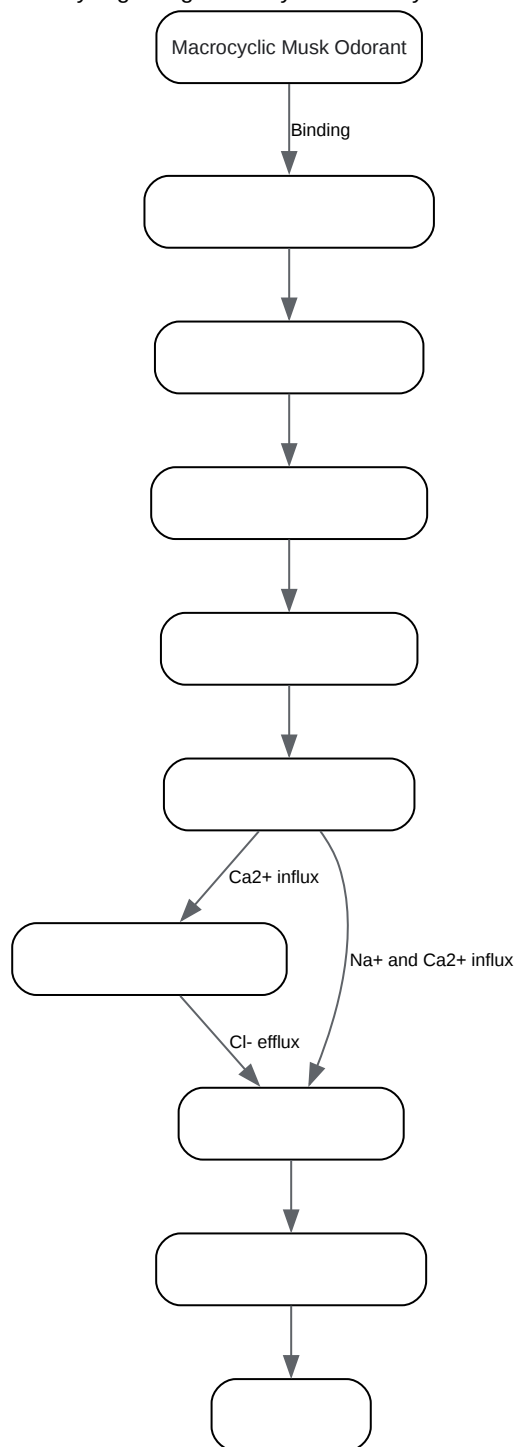 Macrocyclic Musk Odorant
Binding
Ca2+ influx
Na+ and Ca2+ influx
Cl- efflux